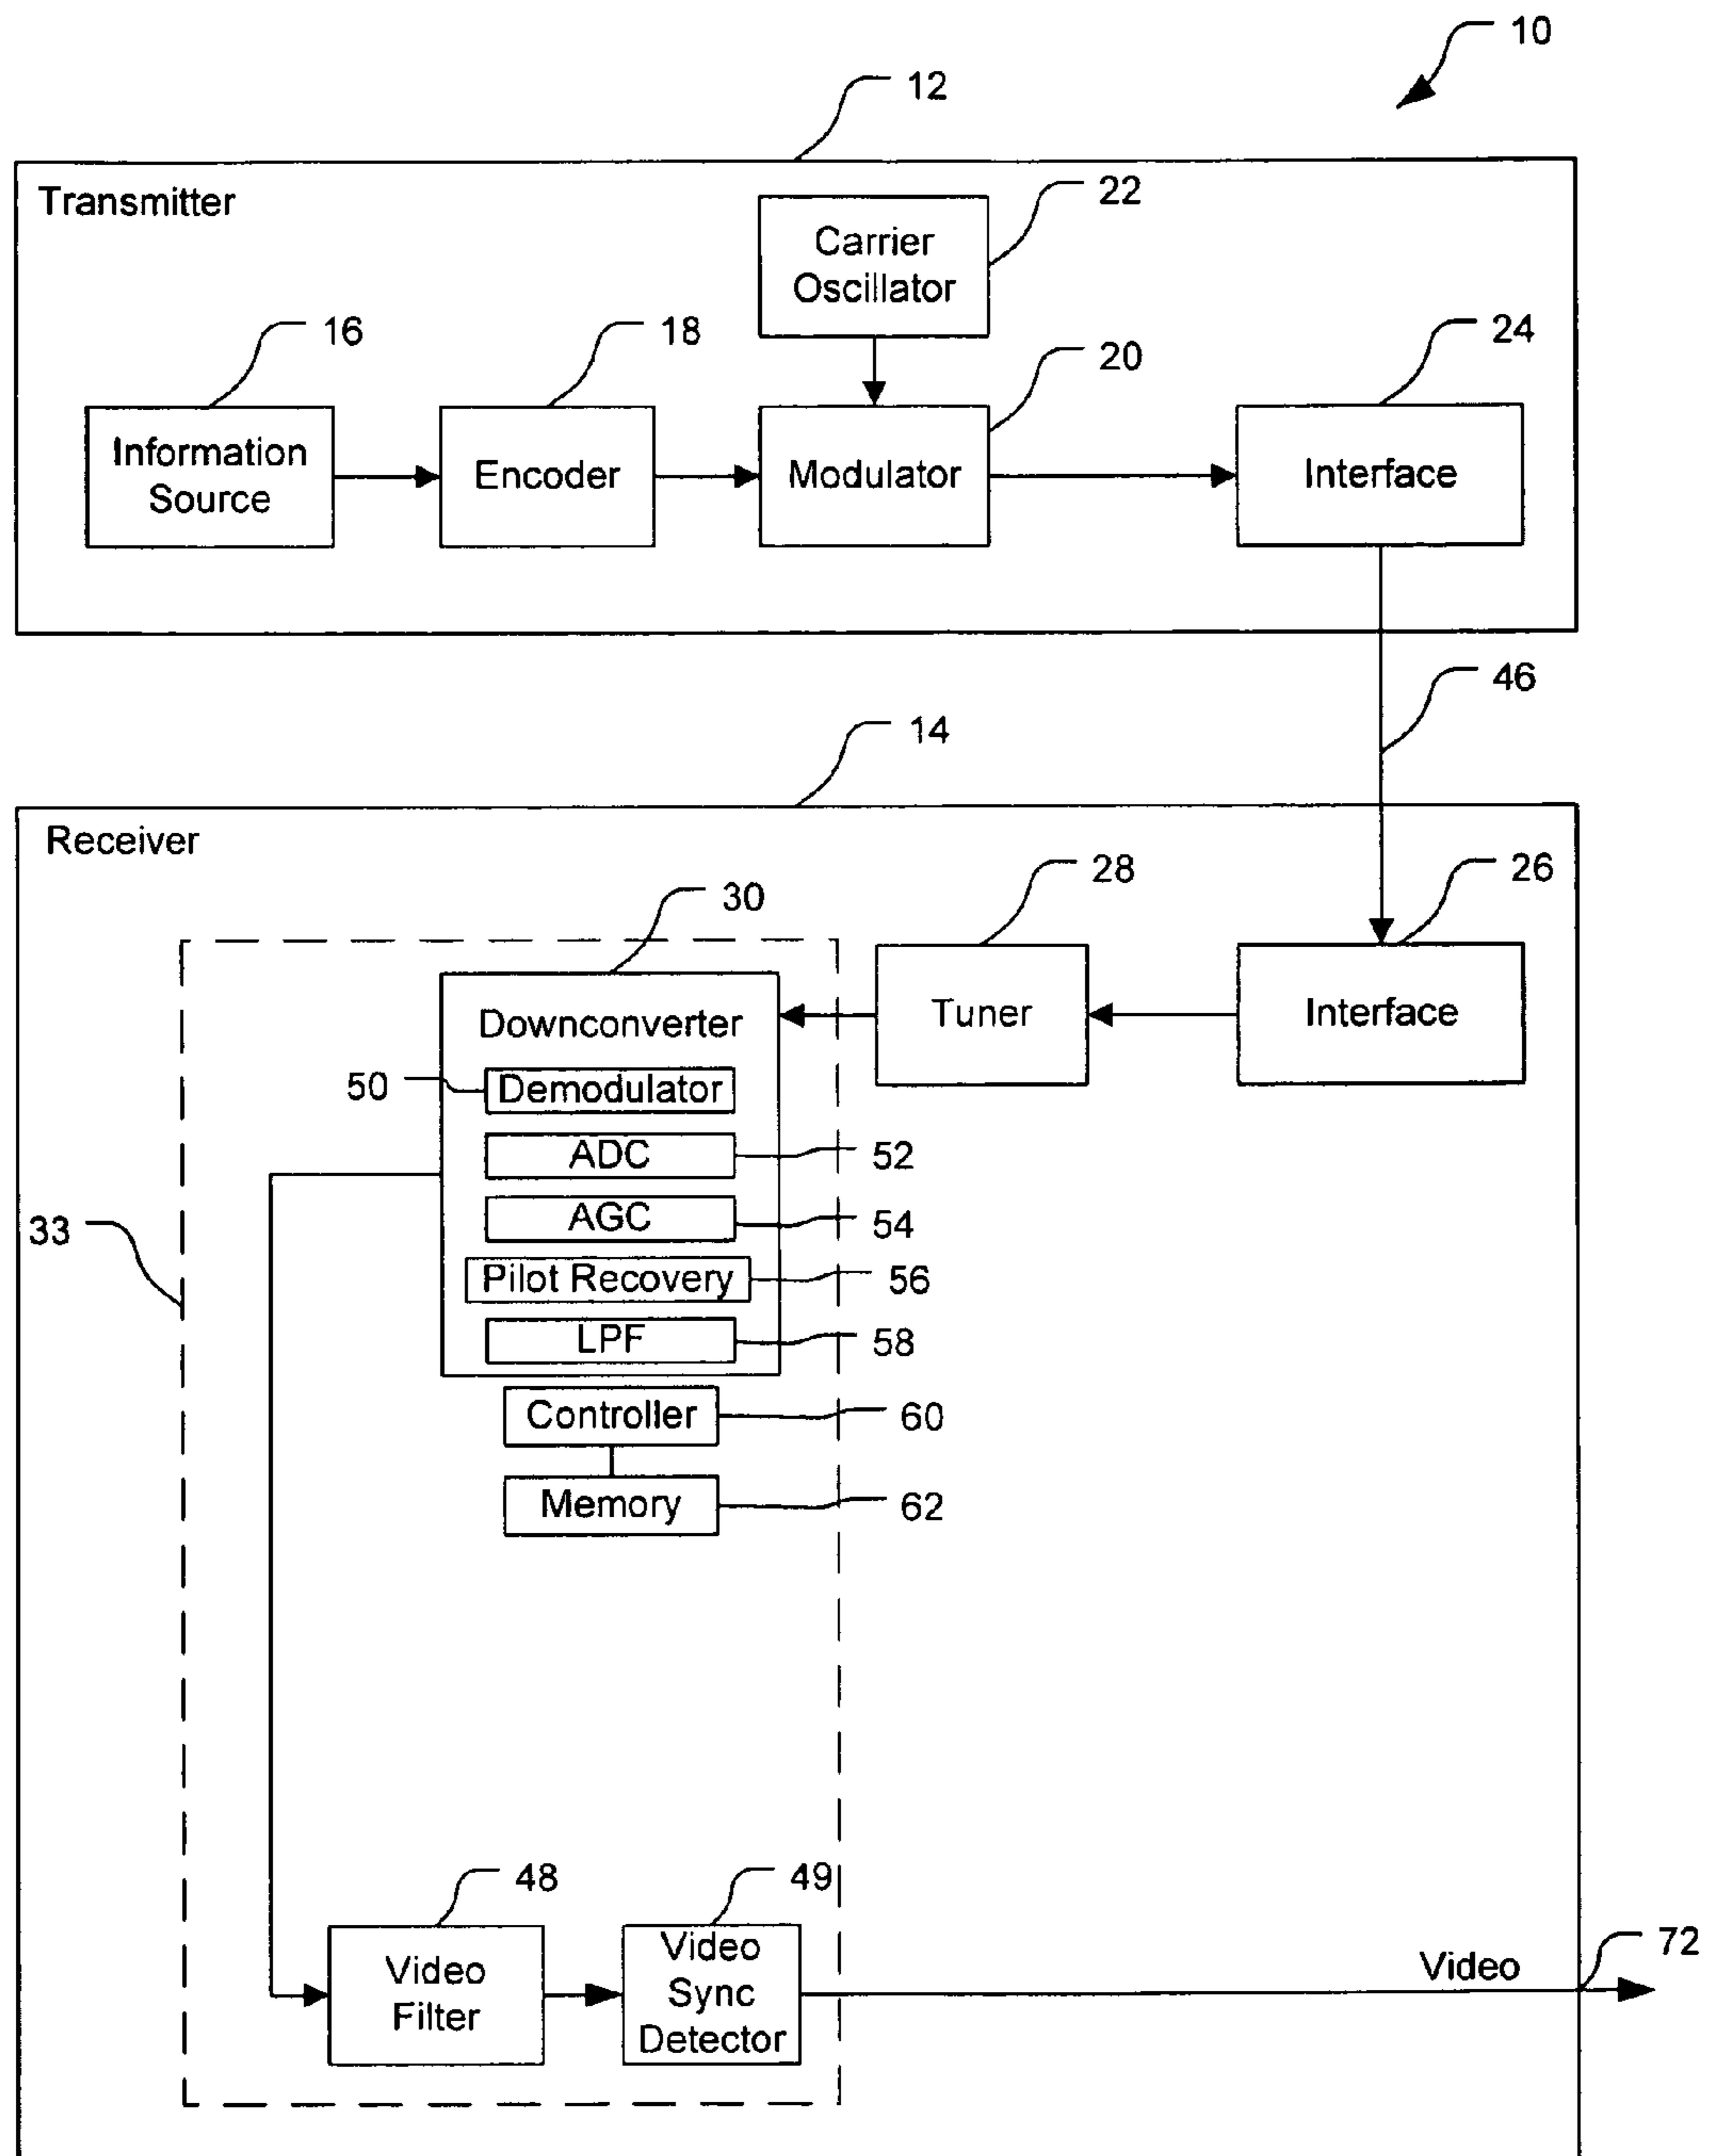 10
12
Transmitter
22
Carrier
Oscillator
16
18
20
24
Information
Source
Encoder
Modulator
Interface
46
14
Receiver
28
26
30
Downconverter
Tuner
Interface
50
Demodulator
ADC
52
33
AGC
54
Pilot Recovery
56
LPF
58
Controller
60
Memory
62
48
49
72
Video
Filter
Video
Sync
Detector
Video